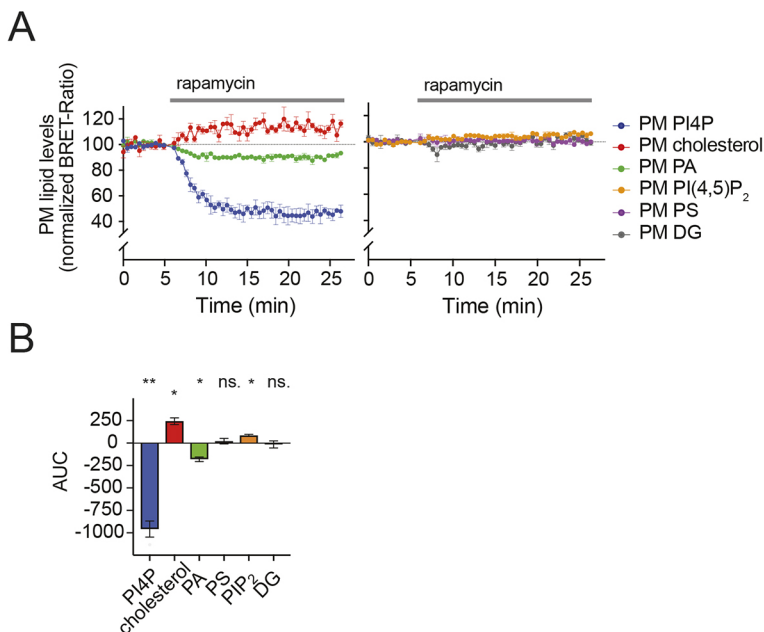 A
rapamycin
rapamycin
PM lipid levels
(normalized BRET-Ratio)
120
100
80
60
40
0 5 10 15 20 25
0 5 10 15 20 25
Time (min)
Time (min)
PM PI4P
PM cholesterol
PM PA
PM PI(4,5)P2
PM PS
PM DG
B
** * * ns. * ns.
AUC
250
0
-250
-500
-750
-1000
PI4P
cholesterol
PA
PS
PIP2
DG